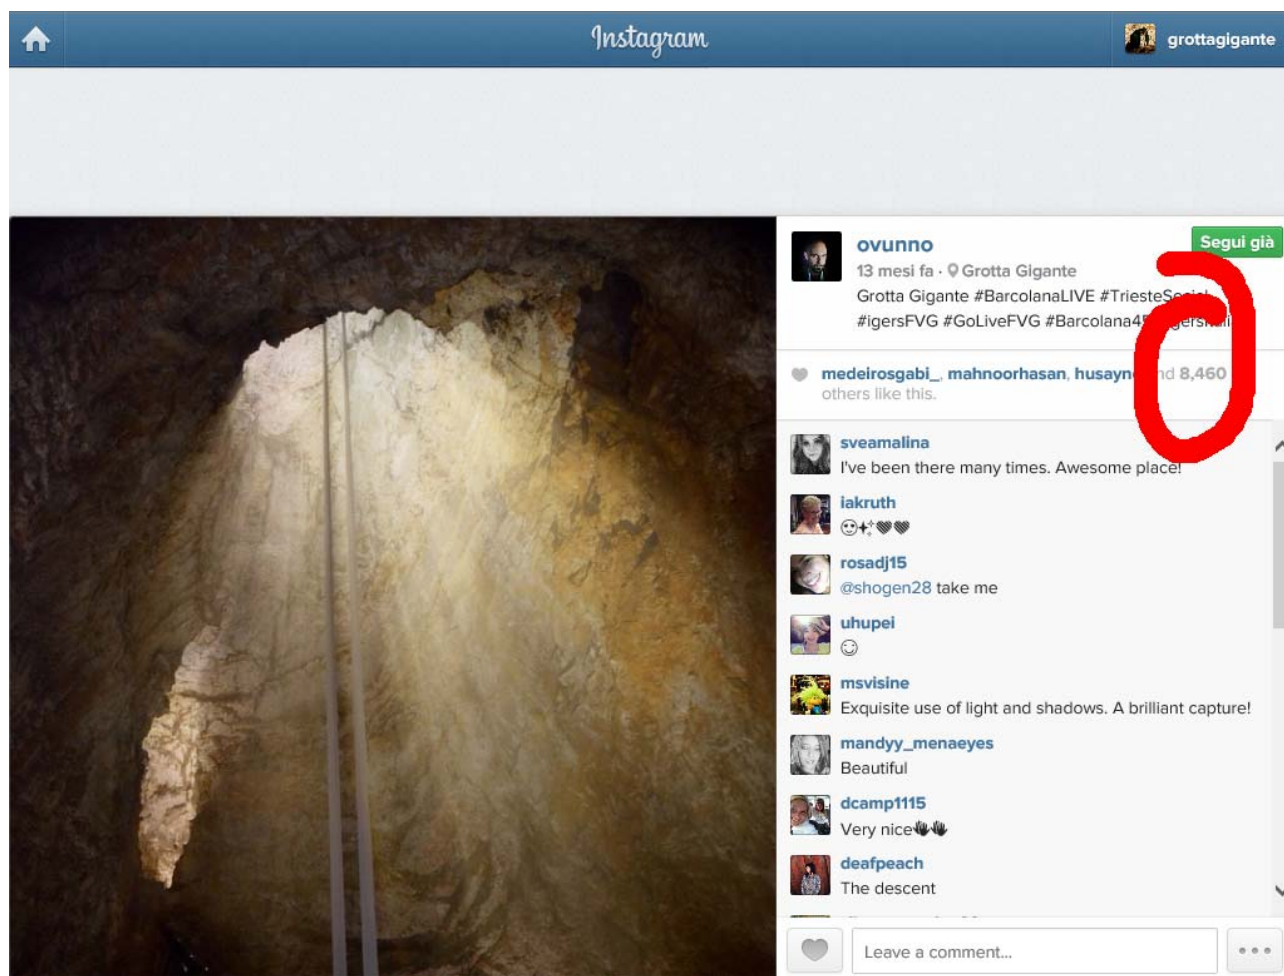 Instagram
grottagigante
ovunno
Segui già
13 mesi fa · Grotta Gigante
Grotta Gigante #BarcolanaLIVE
#igersFVG #GoLiveFVG
medeirosgabi_, mahnoorhasan, 8,460
others like this.
sveamalina
I've been there many times. Awesome place!
iakruth
rosadj15
@shogen28 take me
uhupei
msvisine
Exquisite use of light and shadows. A brilliant capture!
mandyy_menaeyes
Beautiful
dcamp1115
Very nice
deafpeach
The descent
Leave a comment...